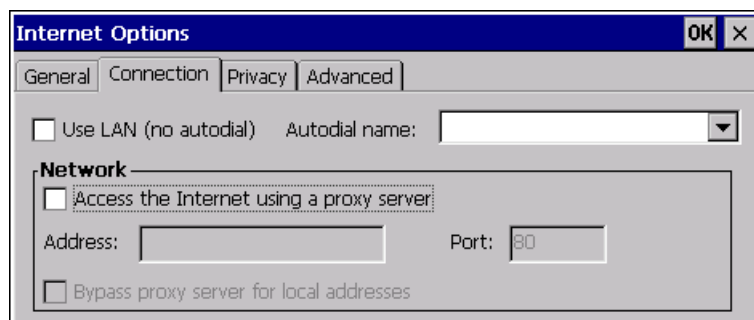 Internet Options OK ×
General Connection Privacy Advanced
Use LAN (no autodial) Autodial name:
Network
Access the Internet using a proxy server
Address: Port: 80
Bypass proxy server for local addresses